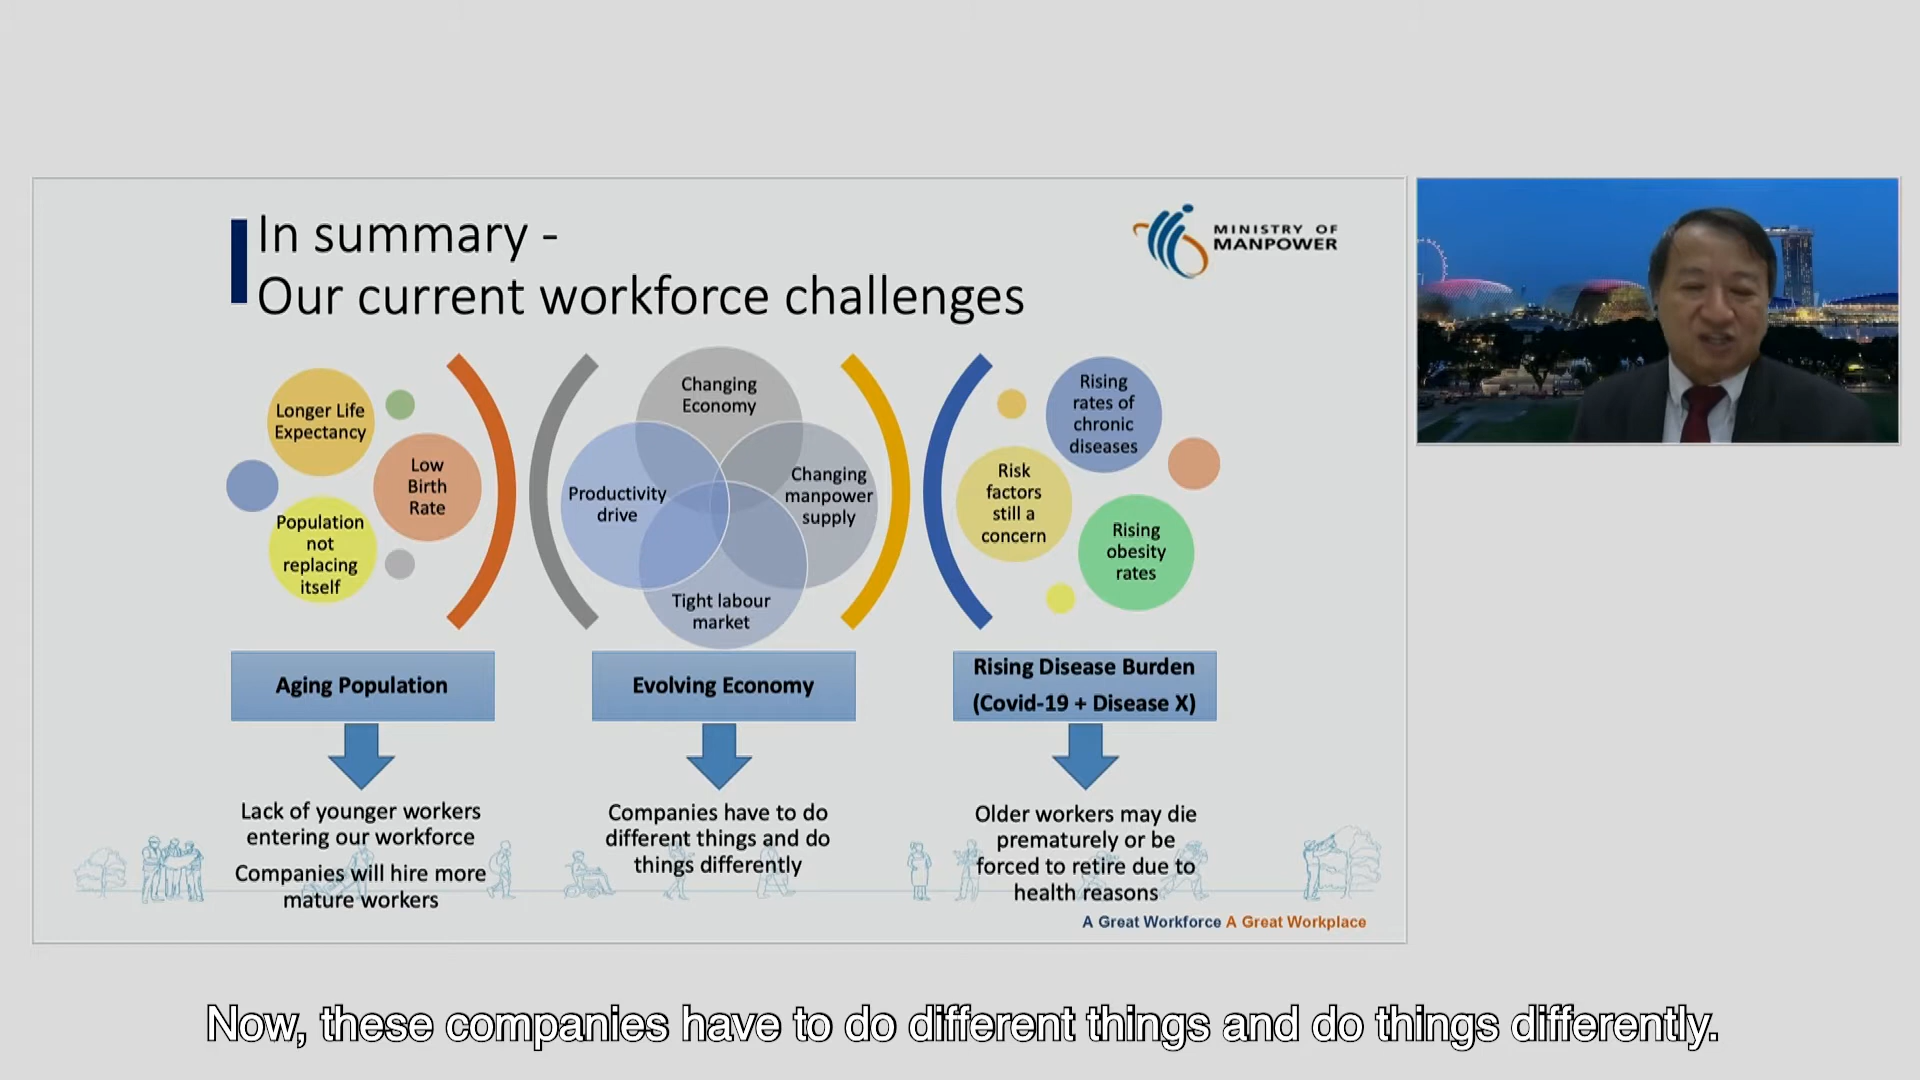 In summary -
Our current workforce challenges
MINISTRY OF
MANPOWER
Longer Life
Expectancy
Low
Birth
Rate
Population
not
replacing
itself
Changing
Economy
Productivity
drive
Changing
manpower
supply
Tight labour
market
Rising
rates of
chronic
diseases
Risk
factors
still a
concern
Rising
obesity
rates
Aging Population
Evolving Economy
Rising Disease Burden
(Covid-19 + Disease X)
Lack of younger workers
entering our workforce
Companies will hire more
mature workers
Companies have to do
different things and do
things differently
Older workers may die
prematurely or be
forced to retire due to
health reasons
A Great Workforce A Great Workplace
Now, these companies have to do different things and do things differently.